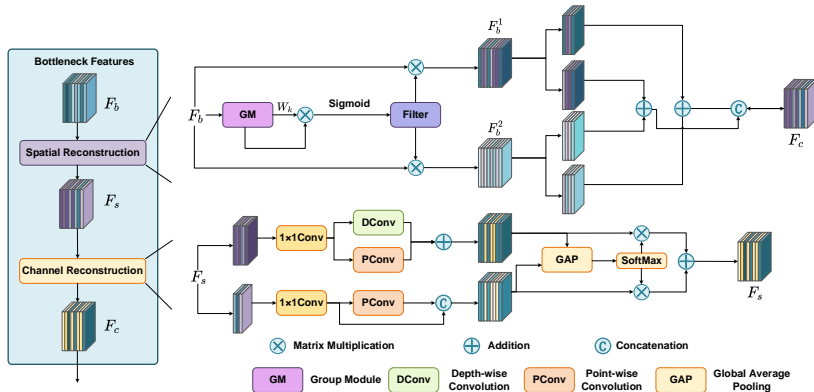 Bottleneck Features
F_b
Spatial Reconstruction
F_s
Channel Reconstruction
F_c
F_b
GM
W_k
Sigmoid
Filter
F_b^1
F_b^2
C
F_c
F_s
1×1Conv
DConv
PConv
1×1Conv
PConv
C
GAP
SoftMax
F_s
Matrix Multiplication
Addition
C
Concatenation
GM
Group Module
DConv
Depth-wise
Convolution
PConv
Point-wise
Convolution
GAP
Global Average
Pooling